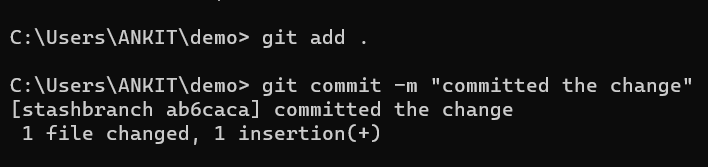 C:\Users\ANKIT\demo> git add .
C:\Users\ANKIT\demo> git commit -m "committed the change"
[stashbranch ab6caca] committed the change
 1 file changed, 1 insertion(+)